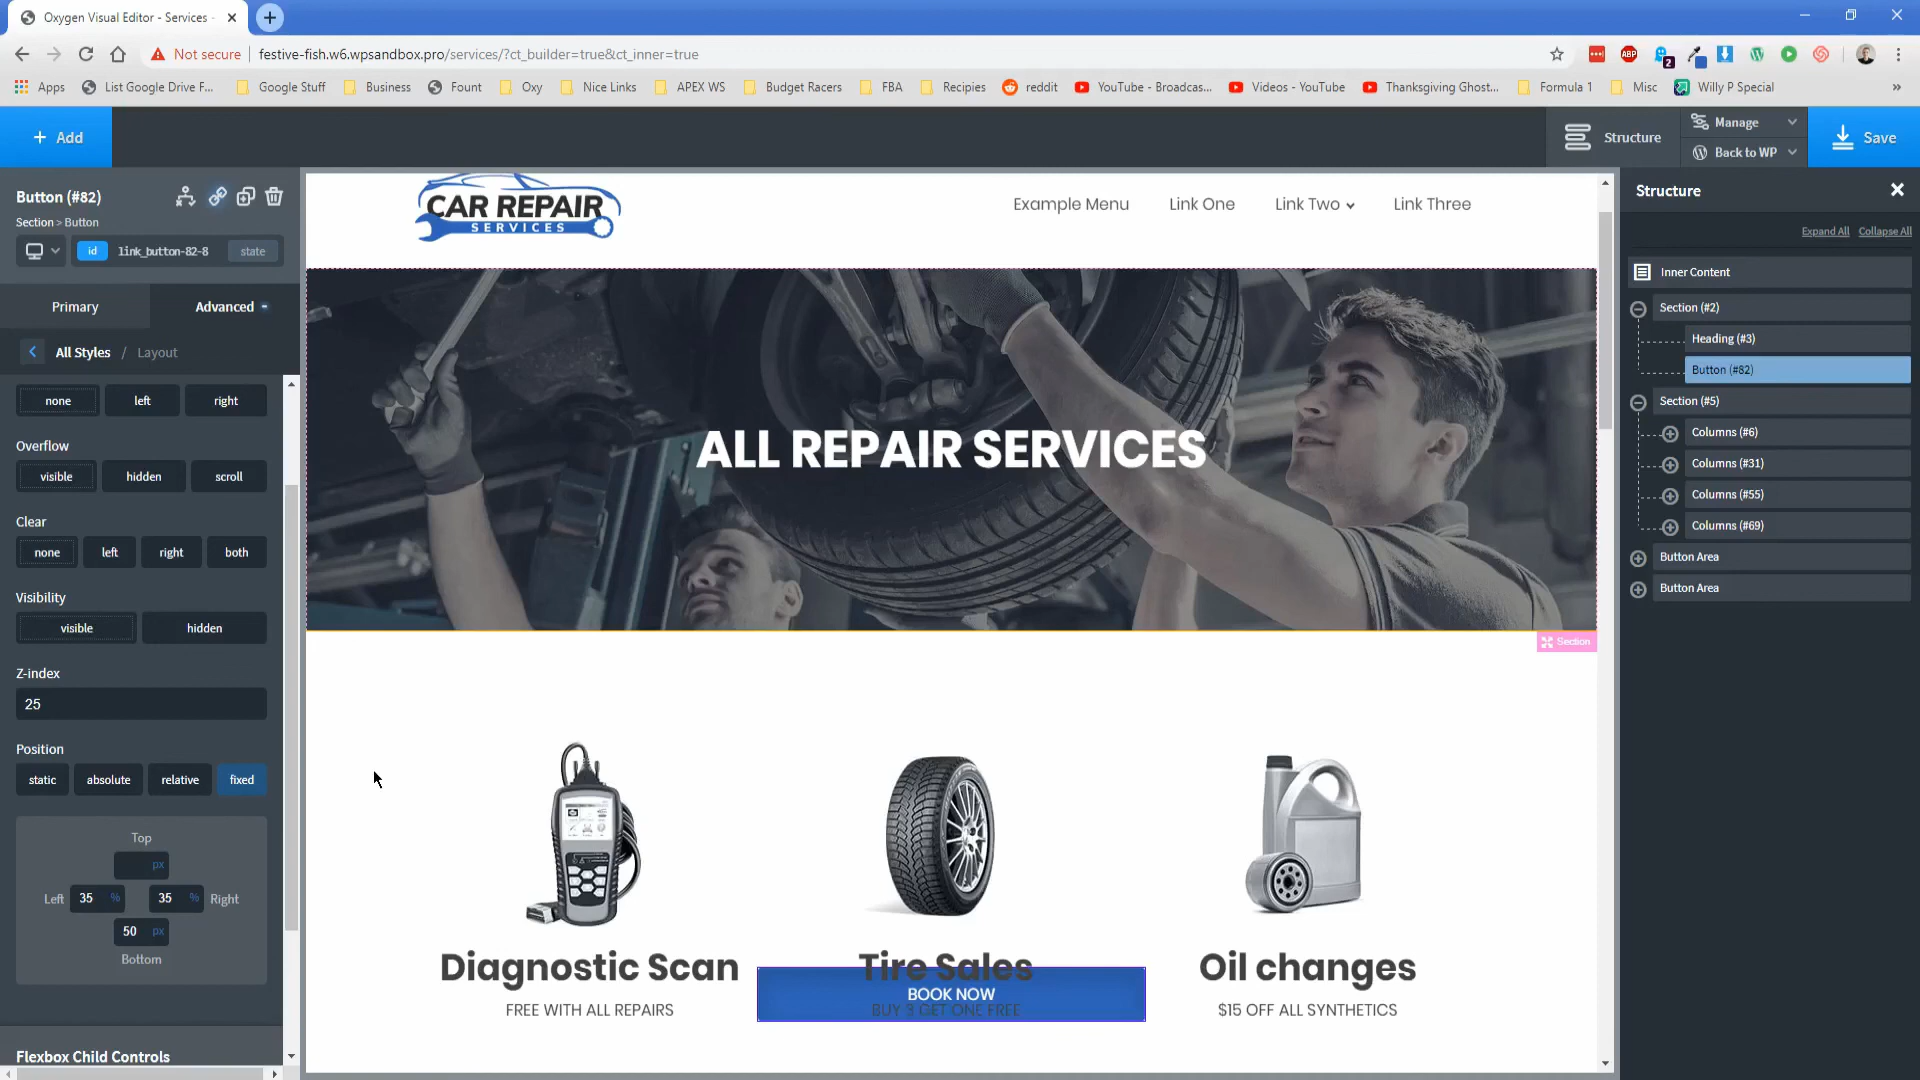 Oxygen Visual Editor - Services -
Not secure
festive-fish.w6.wpsandbox.pro/services/?ct_builder=true&ct_inner=true
ABP
2
Apps
List Google Drive F...
Google Stuff
Business
Fount
Oxy
Nice Links
APEX WS
Budget Racers
FBA
Recipies
reddit
YouTube - Broadcas...
Videos - YouTube
Thanksgiving Ghost...
Formula 1
Misc
Willy P Special
+ Add
Structure
Manage
Back to WP
Save
Button (#82)
Section > Button
id
link_button-82-8
state
Primary
Advanced
All Styles / Layout
none
left
right
Overflow
visible
hidden
scroll
Clear
none
left
right
both
Visibility
visible
hidden
Z-index
25
Position
static
absolute
relative
fixed
Top
px
Left 35 %
35 % Right
50 px
Bottom
Flexbox Child Controls
CAR REPAIR
SERVICES
Example Menu
Link One
Link Two
Link Three
ALL REPAIR SERVICES
Section
Diagnostic Scan
FREE WITH ALL REPAIRS
Tire Sales
BOOK NOW
BUY 3 GET ONE FREE
Oil changes
$15 OFF ALL SYNTHETICS
Structure
Expand All
Collapse All
Inner Content
Section (#2)
Heading (#3)
Button (#82)
Section (#5)
Columns (#6)
Columns (#31)
Columns (#55)
Columns (#69)
Button Area
Button Area